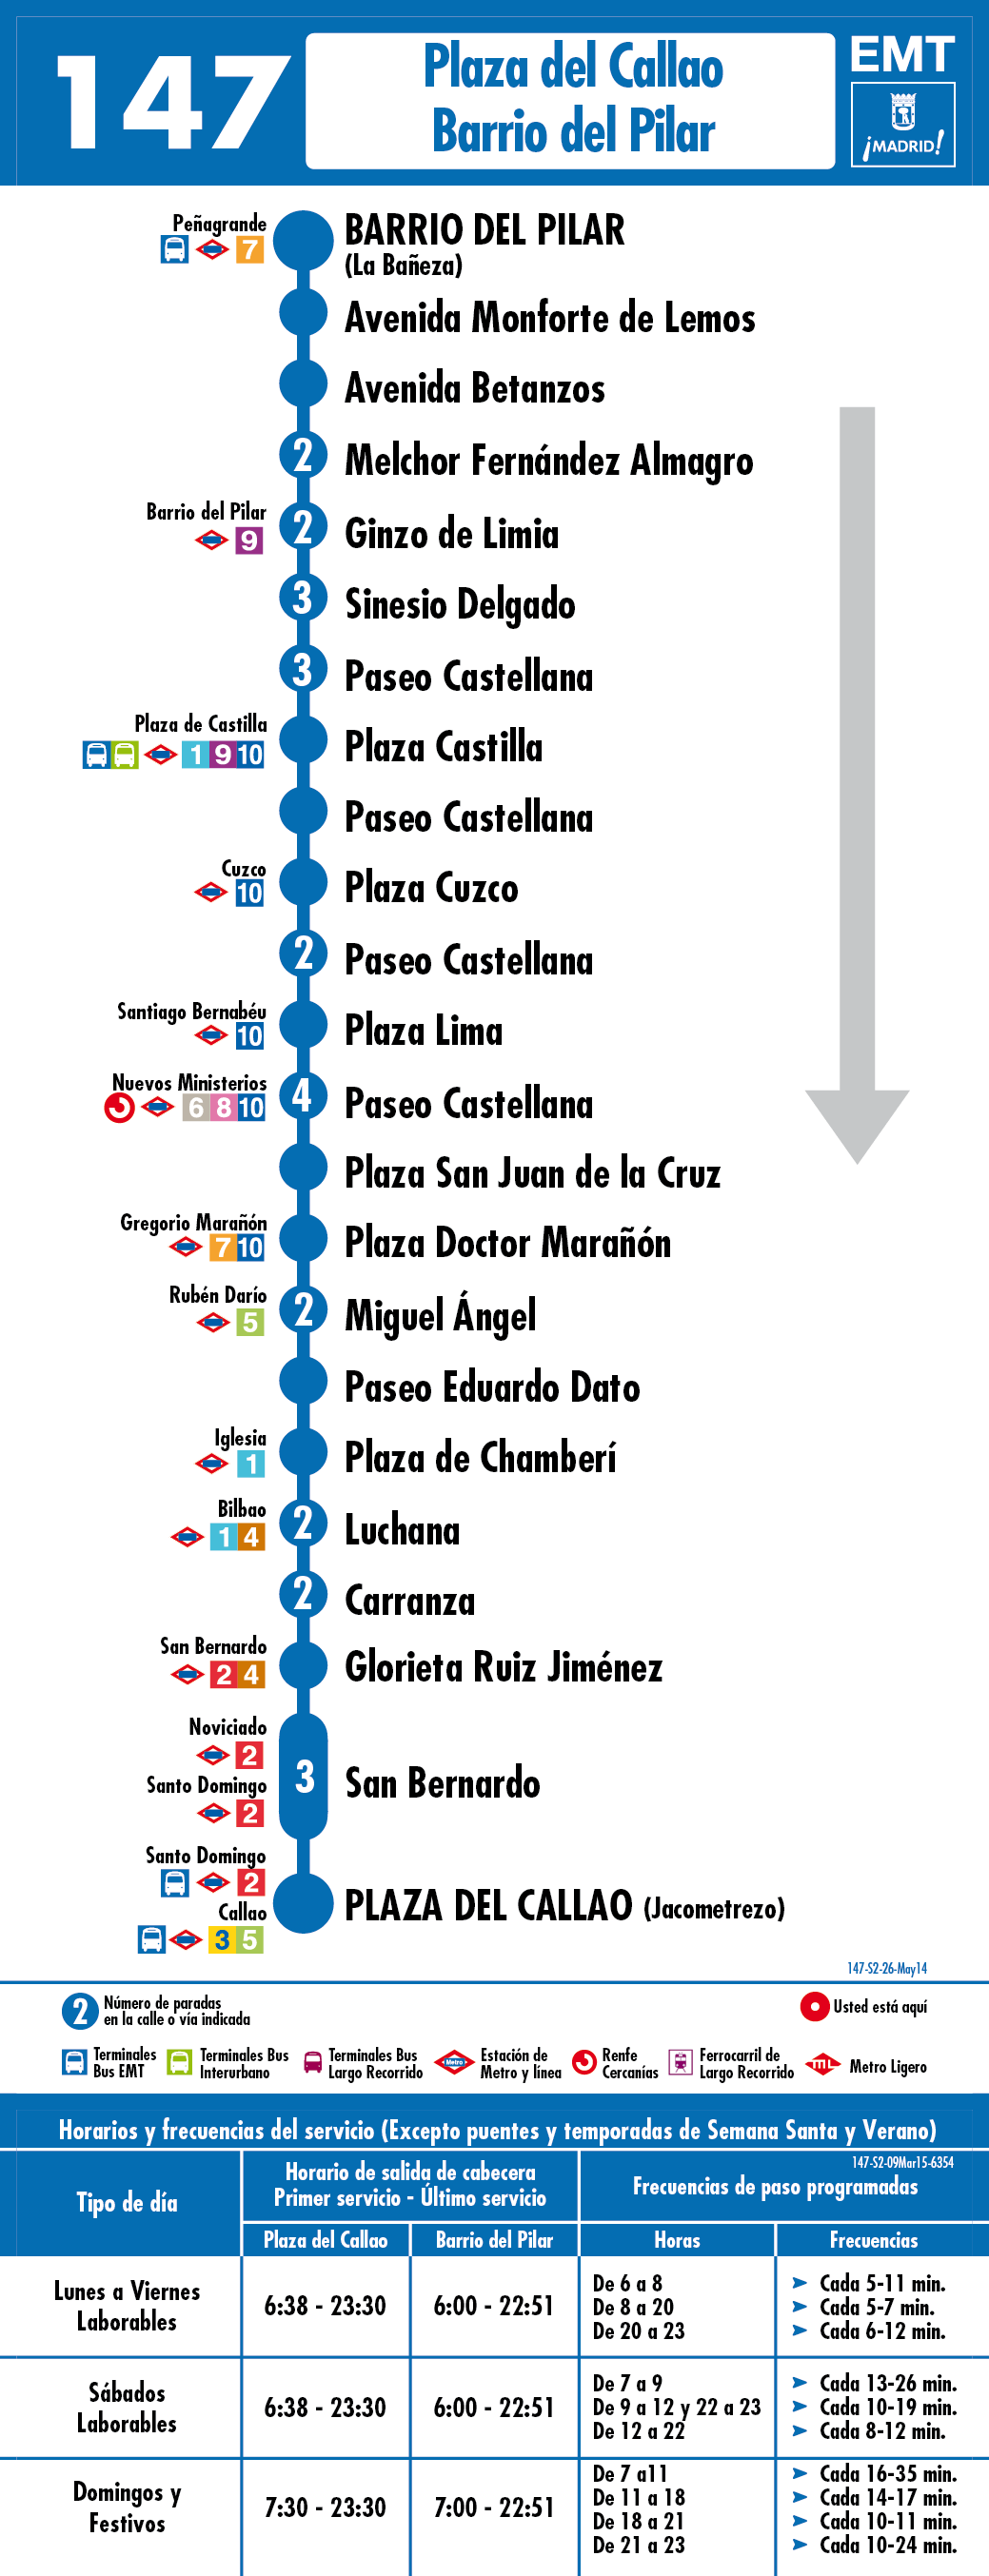 147
Plaza del Callao
Barrio del Pilar
EMT
¡MADRID!
Peñagrande
7
BARRIO DEL PILAR
(La Bañeza)
Avenida Monforte de Lemos
Avenida Betanzos
2 Melchor Fernández Almagro
Barrio del Pilar
9
2 Ginzo de Limia
3 Sinesio Delgado
3 Paseo Castellana
Plaza de Castilla
1 9 10
Plaza Castilla
Paseo Castellana
Cuzco
10
Plaza Cuzco
2 Paseo Castellana
Santiago Bernabéu
10
Plaza Lima
Nuevos Ministerios
6 8 10
4 Paseo Castellana
Plaza San Juan de la Cruz
Gregorio Marañón
7 10
Plaza Doctor Marañón
Rubén Darío
5
2 Miguel Ángel
Paseo Eduardo Dato
Iglesia
1
Plaza de Chamberí
Bilbao
1 4
2 Luchana
2 Carranza
San Bernardo
2 4
Glorieta Ruiz Jiménez
Noviciado
2
Santo Domingo
2
3 San Bernardo
Santo Domingo
2
Callao
3 5
PLAZA DEL CALLAO (Jacometrezo)
147-S2-26-May14
2 Número de paradas
en la calle o vía indicada
Usted está aquí
Terminales
Bus EMT
Terminales Bus
Interurbano
Terminales Bus
Largo Recorrido
Metro
Estación de
Metro y línea
Renfe
Cercanías
Ferrocarril de
Largo Recorrido
ML
Metro Ligero
Horarios y frecuencias del servicio (Excepto puentes y temporadas de Semana Santa y Verano)
147-S2-09Mar15-6354
Tipo de día
Horario de salida de cabecera
Primer servicio - Último servicio
Frecuencias de paso programadas
Plaza del Callao Barrio del Pilar Horas Frecuencias
Lunes a Viernes
Laborables
6:38 - 23:30 6:00 - 22:51
De 6 a 8 Cada 5-11 min.
De 8 a 20 Cada 5-7 min.
De 20 a 23 Cada 6-12 min.
Sábados
Laborables
6:38 - 23:30 6:00 - 22:51
De 7 a 9 Cada 13-26 min.
De 9 a 12 y 22 a 23 Cada 10-19 min.
De 12 a 22 Cada 8-12 min.
Domingos y
Festivos
7:30 - 23:30 7:00 - 22:51
De 7 a11 Cada 16-35 min.
De 11 a 18 Cada 14-17 min.
De 18 a 21 Cada 10-11 min.
De 21 a 23 Cada 10-24 min.